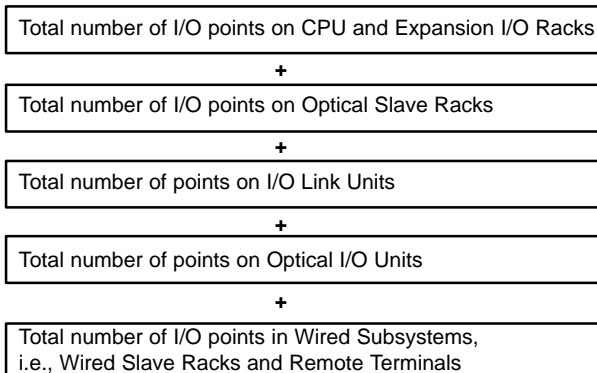 Total number of I/O points on CPU and Expansion I/O Racks
+
Total number of I/O points on Optical Slave Racks
+
Total number of points on I/O Link Units
+
Total number of points on Optical I/O Units
+
Total number of I/O points in Wired Subsystems,
i.e., Wired Slave Racks and Remote Terminals